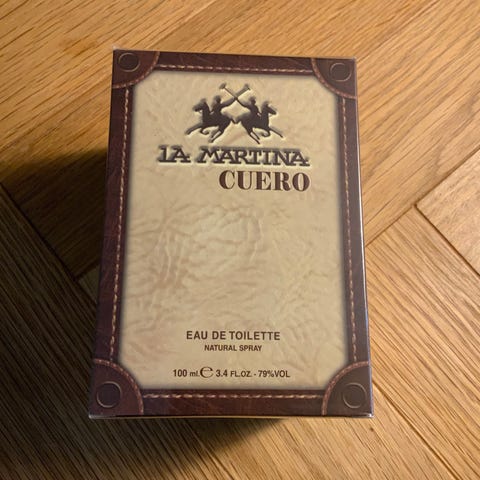 LA MARTINA
CUERO
EAU DE TOILETTE
NATURAL SPRAY
100 ml. ℮ 3.4 FL.OZ. - 79%VOL